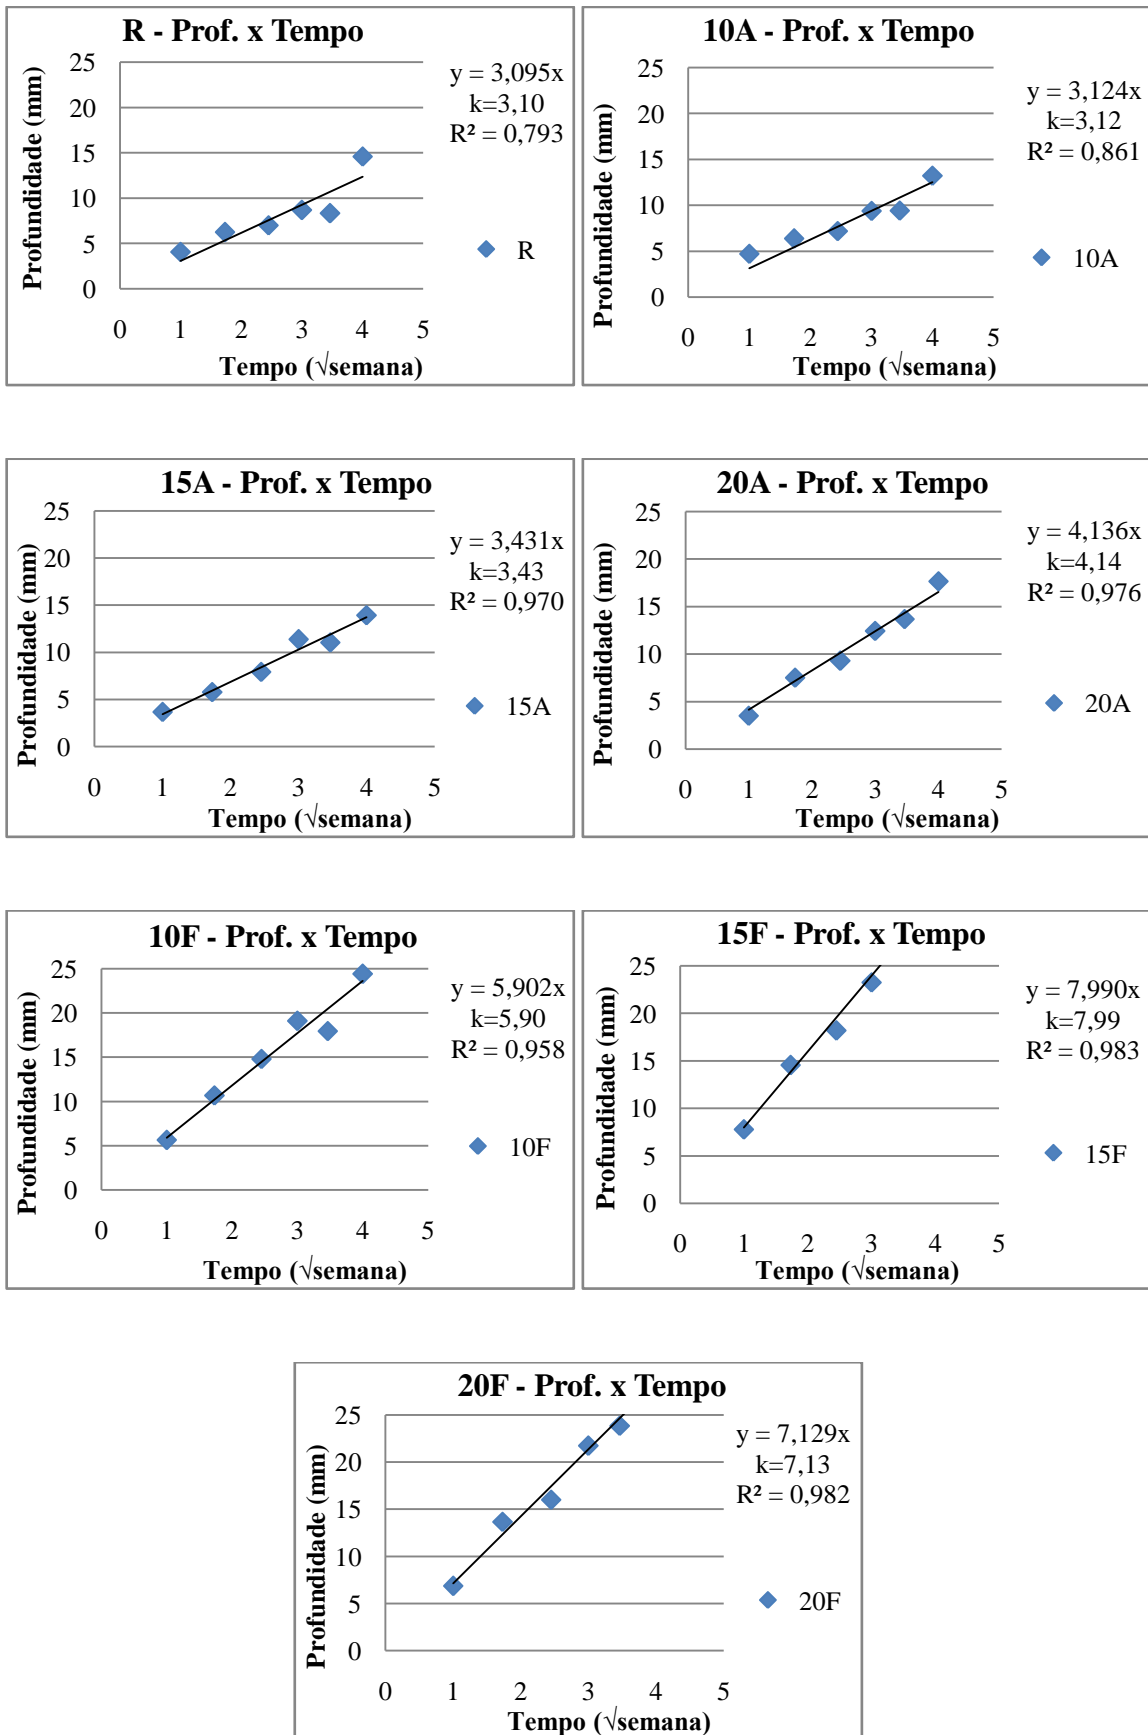 R - Prof. x Tempo
Profundidade (mm)
25
20
15
10
5
0
0 1 2 3 4 5
Tempo (√semana)
y = 3,095x
k=3,10
R² = 0,793
R
10A - Prof. x Tempo
Profundidade (mm)
25
20
15
10
5
0
0 1 2 3 4 5
Tempo (√semana)
y = 3,124x
k=3,12
R² = 0,861
10A
15A - Prof. x Tempo
Profundidade (mm)
25
20
15
10
5
0
0 1 2 3 4 5
Tempo (√semana)
y = 3,431x
k=3,43
R² = 0,970
15A
20A - Prof. x Tempo
Profundidade (mm)
25
20
15
10
5
0
0 1 2 3 4 5
Tempo (√semana)
y = 4,136x
k=4,14
R² = 0,976
20A
10F - Prof. x Tempo
Profundidade (mm)
25
20
15
10
5
0
0 1 2 3 4 5
Tempo (√semana)
y = 5,902x
k=5,90
R² = 0,958
10F
15F - Prof. x Tempo
Profundidade (mm)
25
20
15
10
5
0
0 1 2 3 4 5
Tempo (√semana)
y = 7,990x
k=7,99
R² = 0,983
15F
20F - Prof. x Tempo
Profundidade (mm)
25
20
15
10
5
0
0 1 2 3 4 5
Tempo (√semana)
y = 7,129x
k=7,13
R² = 0,982
20F